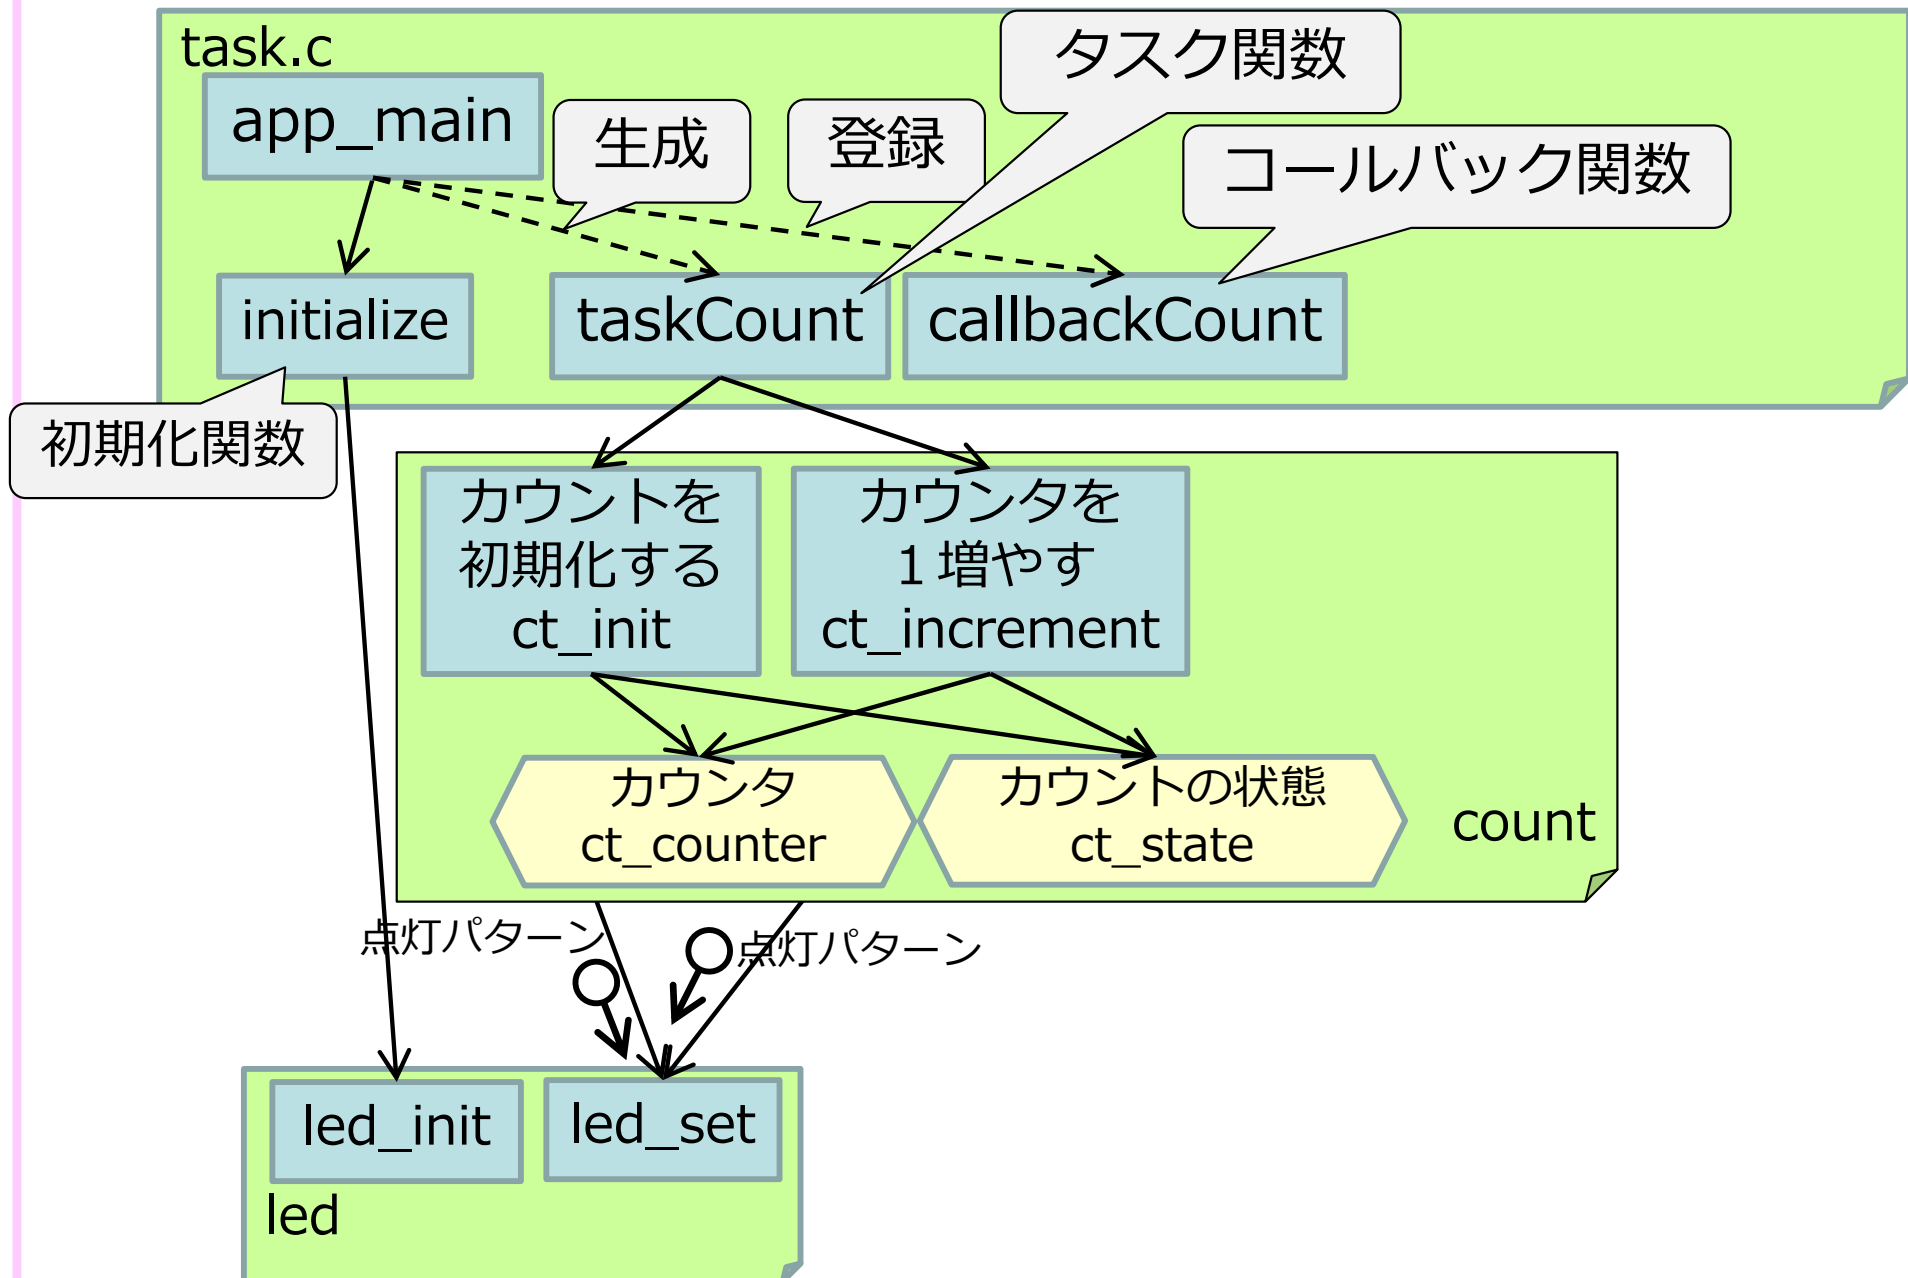 task.c
タスク関数
app_main
生成
登録
コールバック関数
initialize
taskCount
callbackCount
初期化関数
カウントを
初期化する
ct_init
カウンタを
１増やす
ct_increment
カウンタ
ct_counter
カウントの状態
ct_state
count
点灯パターン
点灯パターン
led_init
led_set
led